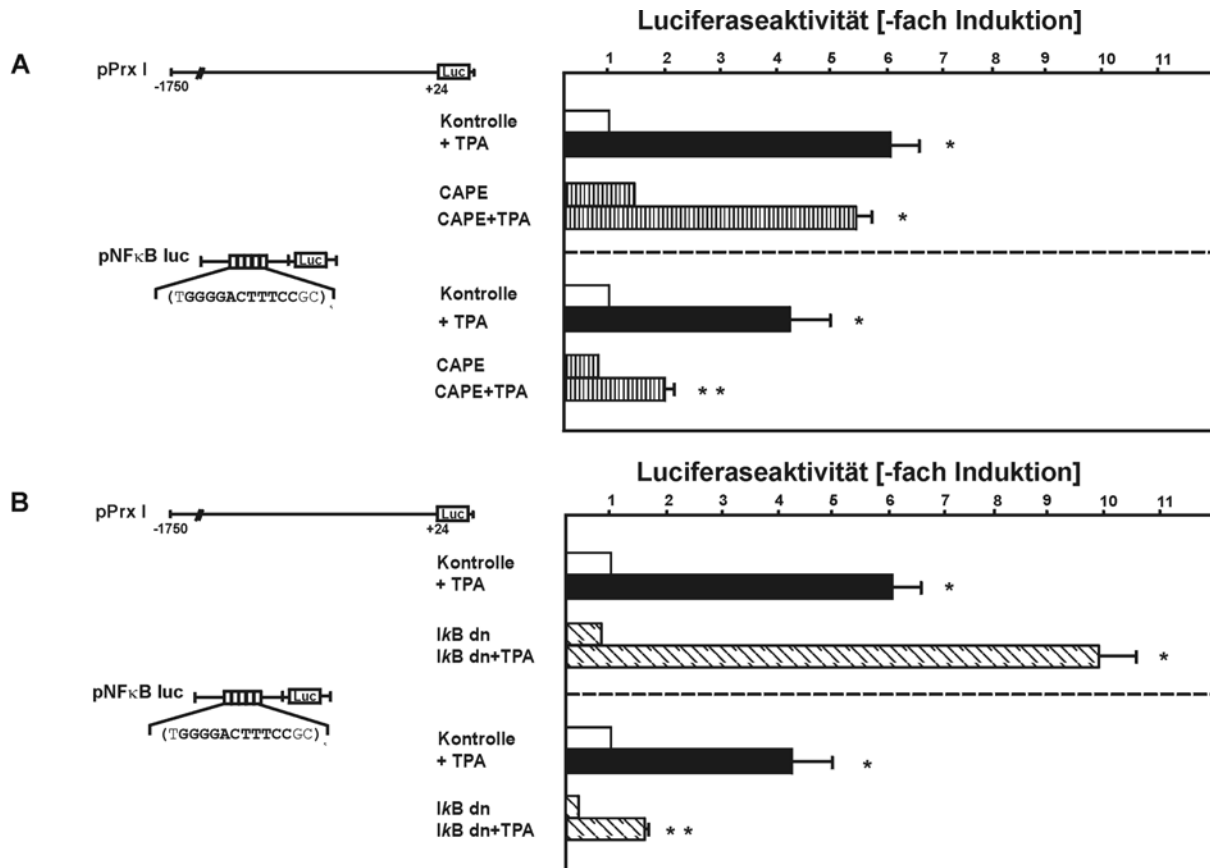 Luciferaseaktivität [-fach Induktion]
A
pPrx I
Luc
-1750
+24
1 2 3 4 5 6 7 8 9 10 11
Kontrolle
+ TPA
*
CAPE
CAPE+TPA
*
pNFκB luc
Luc
(TGGGGACTTTCCGC)
Kontrolle
+ TPA
*
CAPE
CAPE+TPA
* *
Luciferaseaktivität [-fach Induktion]
B
pPrx I
Luc
-1750
+24
1 2 3 4 5 6 7 8 9 10 11
Kontrolle
+ TPA
*
IkB dn
IkB dn+TPA
*
pNFκB luc
Luc
(TGGGGACTTTCCGC)
Kontrolle
+ TPA
*
IkB dn
IkB dn+TPA
* *